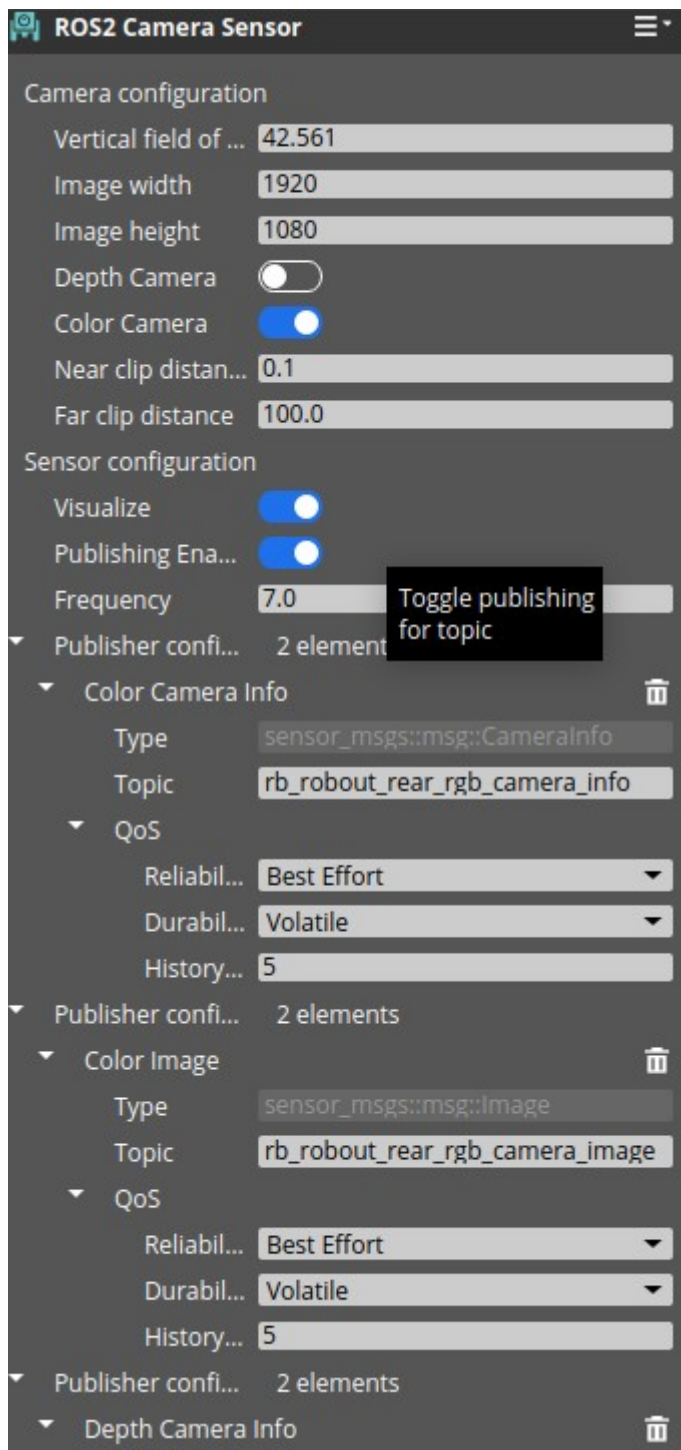 ROS2 Camera Sensor
Camera configuration
Vertical field of ... 42.561
Image width 1920
Image height 1080
Depth Camera
Color Camera
Near clip distan... 0.1
Far clip distance 100.0
Sensor configuration
Visualize
Publishing Ena...
Frequency 7.0
Toggle publishing
for topic
Publisher confi... 2 element
Color Camera Info
Type sensor_msgs::msg::CameraInfo
Topic rb_robout_rear_rgb_camera_info
QoS
Reliabil... Best Effort
Durabil... Volatile
History... 5
Publisher confi... 2 elements
Color Image
Type sensor_msgs::msg::Image
Topic rb_robout_rear_rgb_camera_image
QoS
Reliabil... Best Effort
Durabil... Volatile
History... 5
Publisher confi... 2 elements
Depth Camera Info